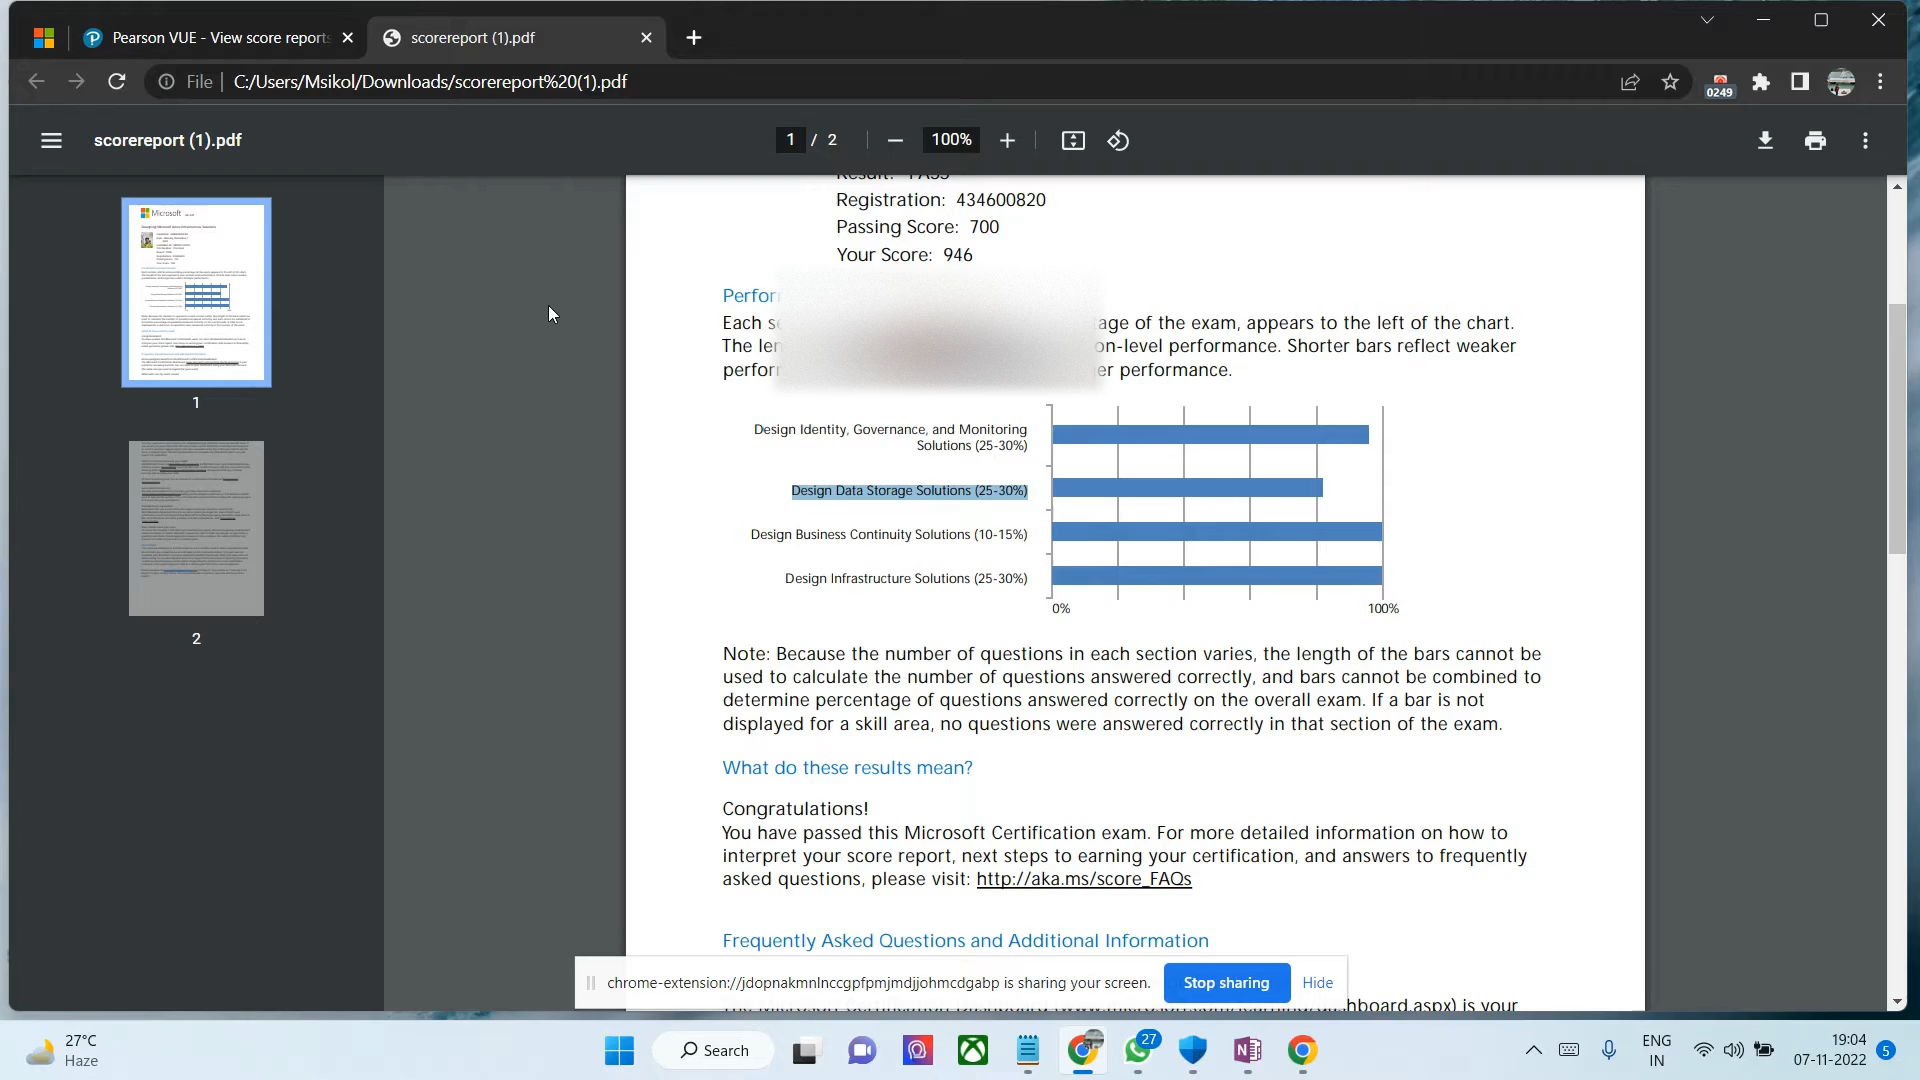 Pearson VUE - View score reports
scorereport (1).pdf
File
C:/Users/Msikol/Downloads/scorereport%20(1).pdf
0249
scorereport (1).pdf
1 / 2
100%
Microsoft
1
2
Result: PASS
Registration: 434600820
Passing Score: 700
Your Score: 946
Each
age of the exam, appears to the left of the chart.
The
on-level performance. Shorter bars reflect weaker
er performance.
Design Identity, Governance, and Monitoring
Solutions (25-30%)
Design Data Storage Solutions (25-30%)
Design Business Continuity Solutions (10-15%)
Design Infrastructure Solutions (25-30%)
0%
100%
Note: Because the number of questions in each section varies, the length of the bars cannot be
used to calculate the number of questions answered correctly, and bars cannot be combined to
determine percentage of questions answered correctly on the overall exam. If a bar is not
displayed for a skill area, no questions were answered correctly in that section of the exam.
What do these results mean?
Congratulations!
You have passed this Microsoft Certification exam. For more detailed information on how to
interpret your score report, next steps to earning your certification, and answers to frequently
asked questions, please visit: http://aka.ms/score_FAQs
Frequently Asked Questions and Additional Information
chrome-extension://jdopnakmnlnccgpfpmjmdjjohmcdgabp is sharing your screen.
Stop sharing
Hide
hboard.aspx) is your
27°C
Haze
Search
27
ENG
IN
19:04
07-11-2022
5